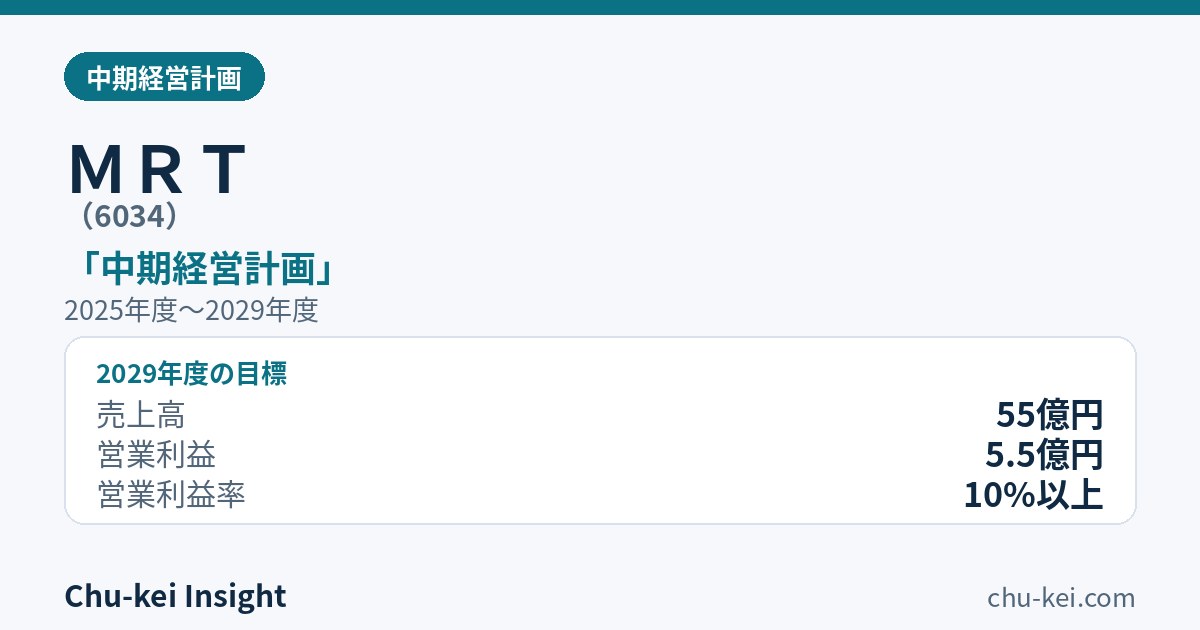 中期経営計画
ＭＲＴ
（6034）
「中期経営計画」
2025年度～2029年度
2029年度の目標
売上高 55億円
営業利益 5.5億円
営業利益率 10%以上
Chu-kei Insight chu-kei.com